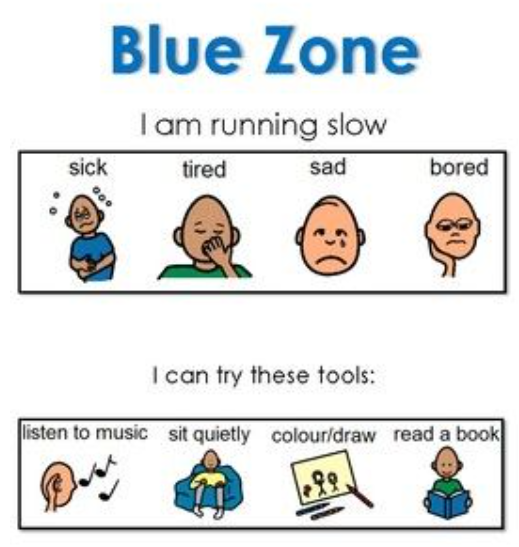 Blue Zone
I am running slow
sick tired sad bored
I can try these tools:
listen to music sit quietly colour/draw read a book